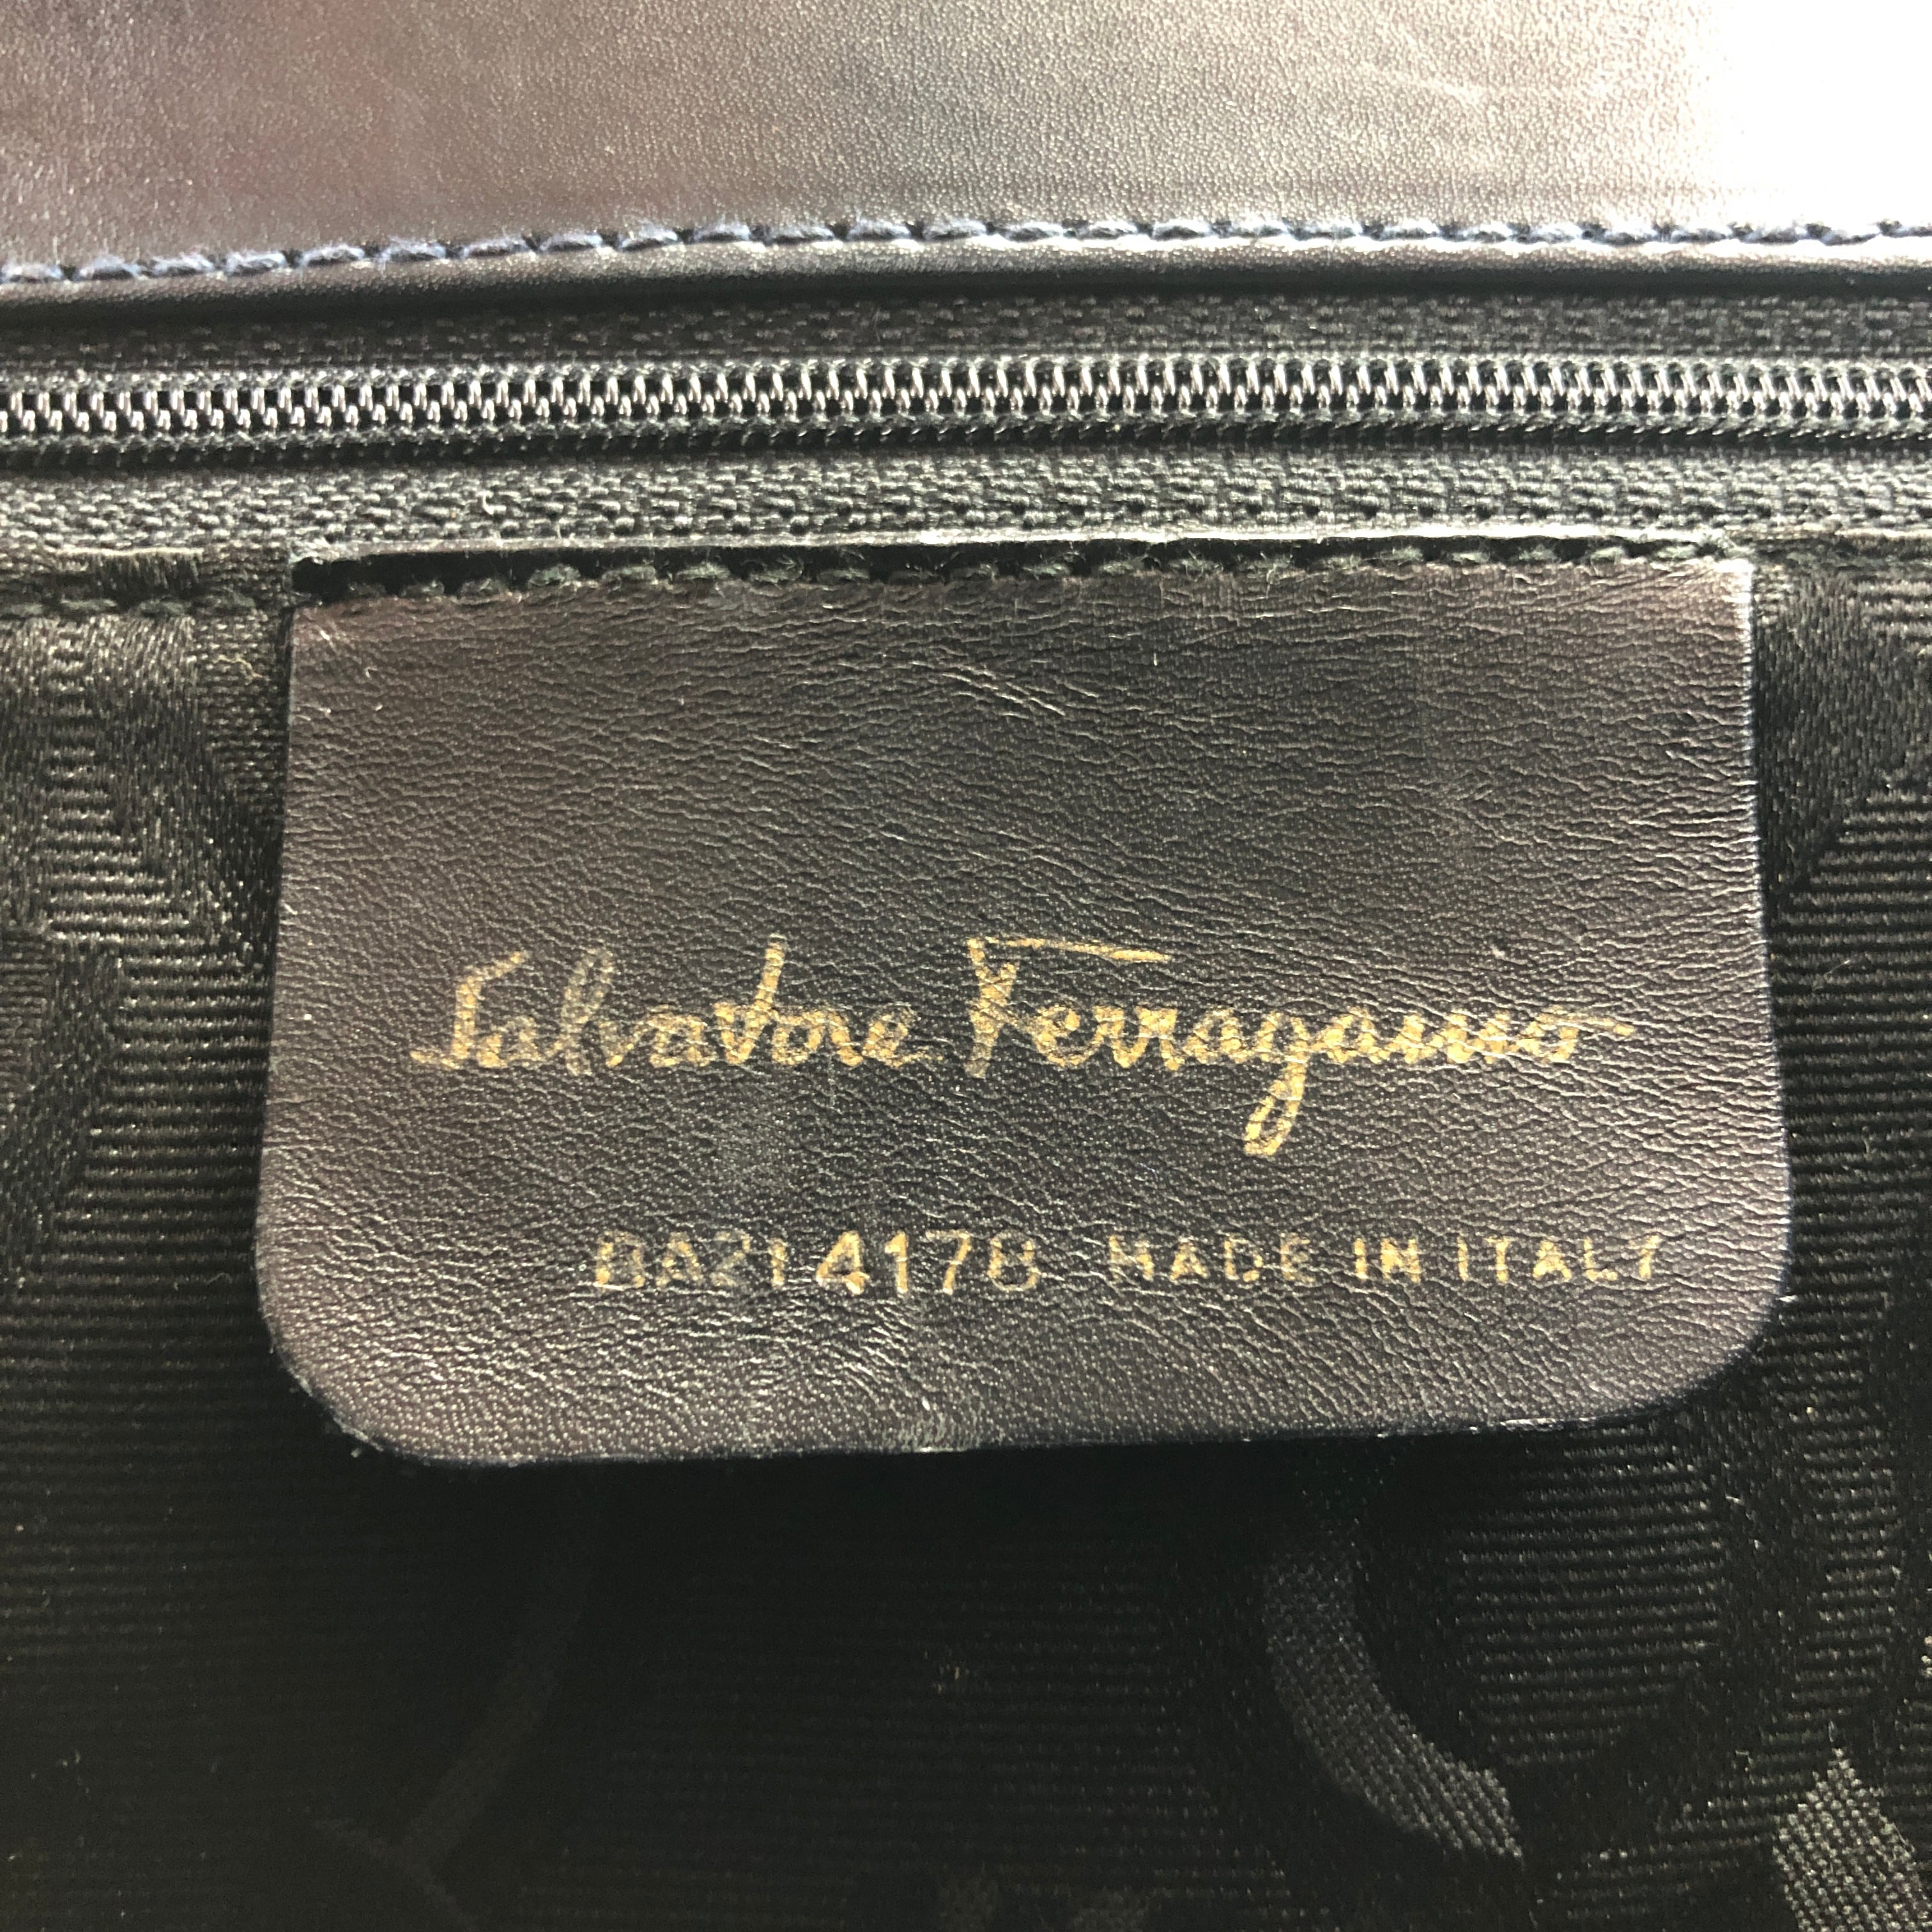 Salvatore Ferragamo
BA214178 MADE IN ITALY